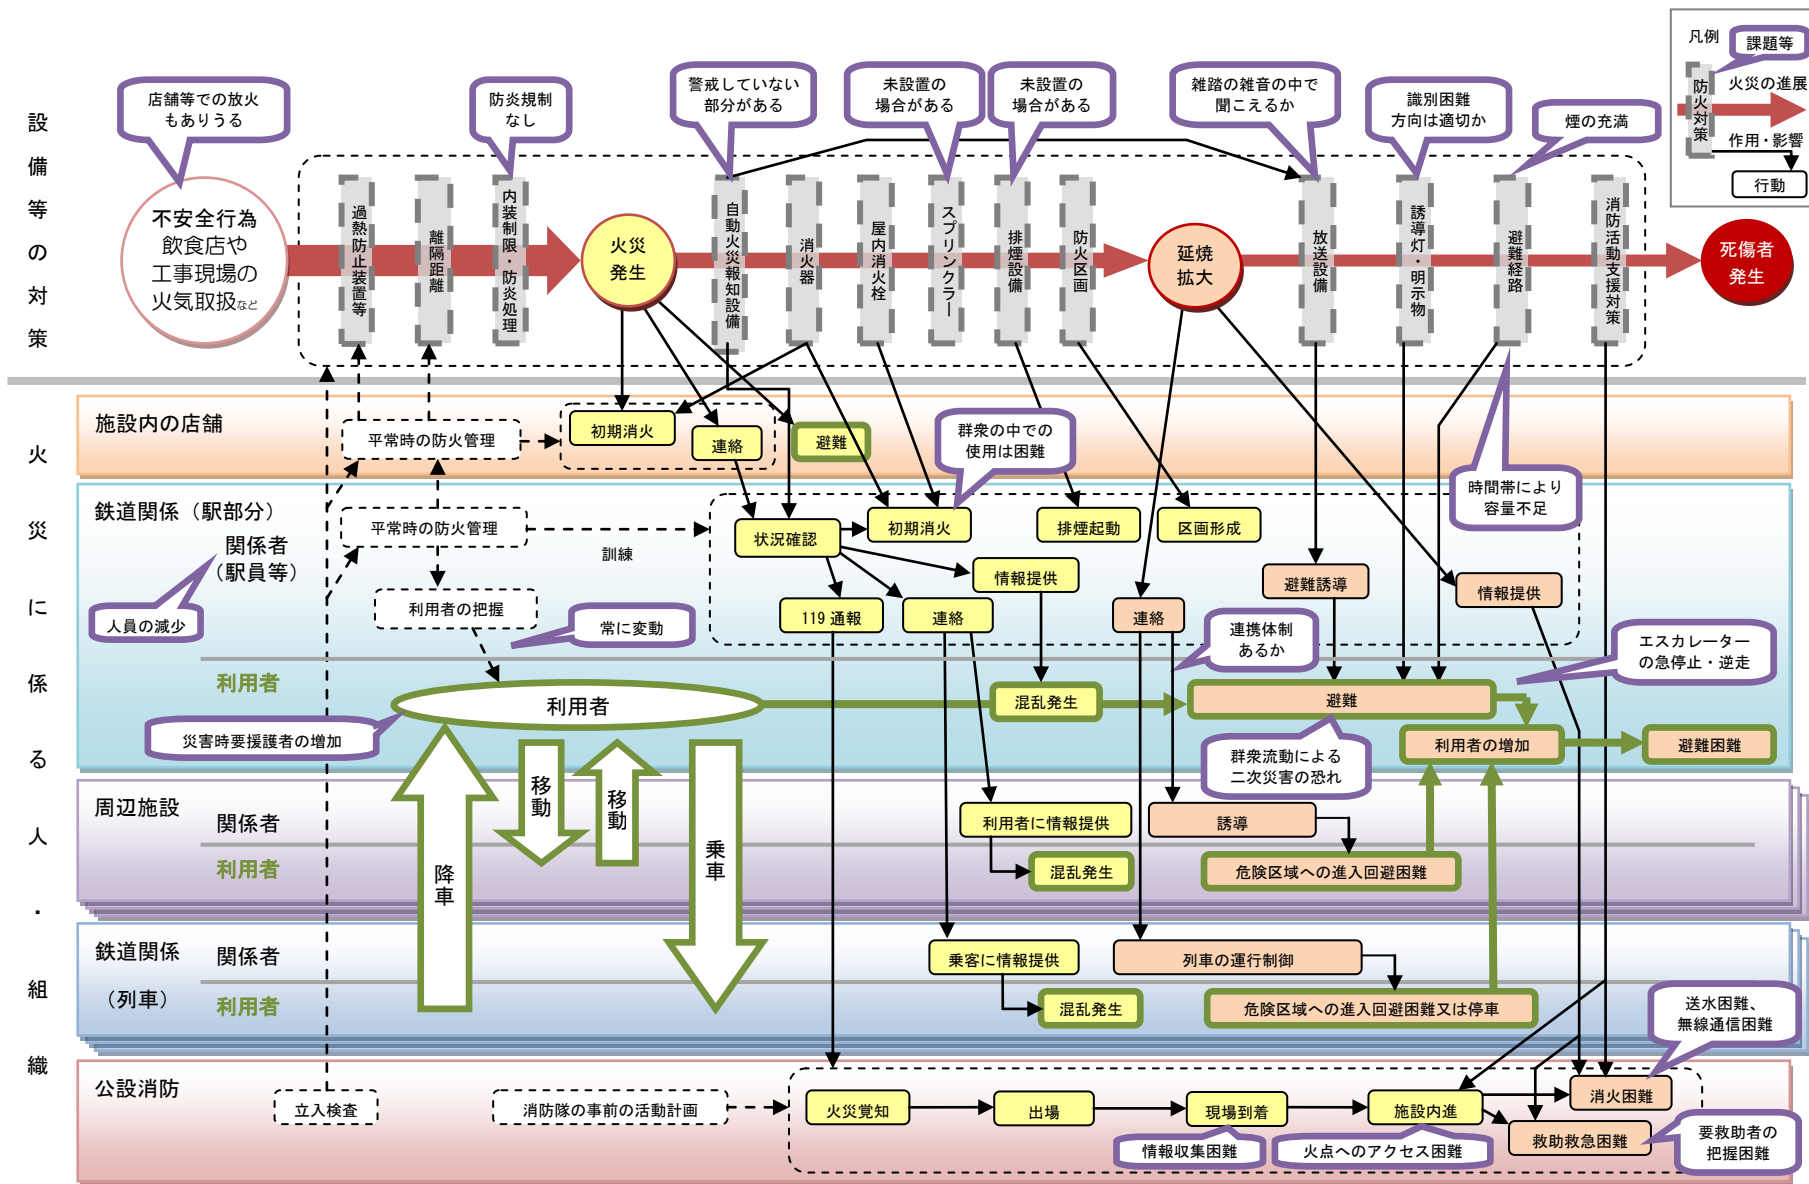 凡例
課題等
防火対策
火災の進展
作用・影響
行動
設備等の対策
店舗等での放火
もありうる
防炎規制
なし
警戒していない
部分がある
未設置の
場合がある
未設置の
場合がある
雑踏の雑音の中で
聞こえるか
識別困難
方向は適切か
煙の充満
不安全行為
飲食店や
工事現場の
火気取扱など
過熱防止装置等
離隔距離
内装制限・防炎処理
火災
発生
自動火災報知設備
消火器
屋内消火栓
スプリンクラー
排煙設備
防火区画
延焼
拡大
放送設備
誘導灯・明示物
避難経路
消防活動支援対策
死傷者
発生
火災に係る人・組織
施設内の店舗
平常時の防火管理
初期消火
連絡
避難
群衆の中での
使用は困難
時間帯により
容量不足
鉄道関係（駅部分）
関係者
（駅員等）
人員の減少
平常時の防火管理
訓練
利用者の把握
常に変動
状況確認
初期消火
排煙起動
区画形成
情報提供
119 通報
連絡
連絡
避難誘導
情報提供
連携体制
あるか
エスカレーター
の急停止・逆走
利用者
利用者
混乱発生
避難
災害時要援護者の増加
群衆流動による
二次災害の恐れ
利用者の増加
避難困難
移動
移動
降車
乗車
周辺施設
関係者
利用者に情報提供
誘導
利用者
混乱発生
危険区域への進入回避困難
鉄道関係
（列車）
関係者
乗客に情報提供
列車の運行制御
利用者
混乱発生
危険区域への進入回避困難又は停車
送水困難、
無線通信困難
公設消防
立入検査
消防隊の事前の活動計画
火災覚知
出場
現場到着
施設内進
消火困難
救助救急困難
情報収集困難
火点へのアクセス困難
要救助者の
把握困難